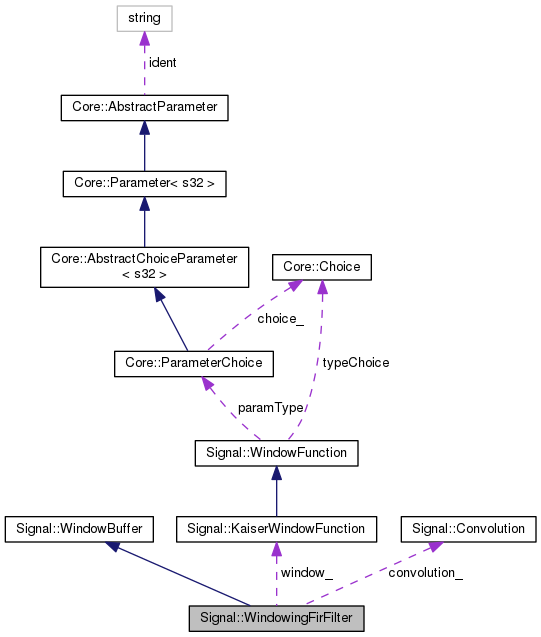 string
ident
Core::AbstractParameter
Core::Parameter< s32 >
Core::AbstractChoiceParameter
< s32 >
Core::Choice
choice_
Core::ParameterChoice
typeChoice
paramType
Signal::WindowFunction
Signal::WindowBuffer
Signal::KaiserWindowFunction
Signal::Convolution
window_
convolution_
Signal::WindowingFirFilter